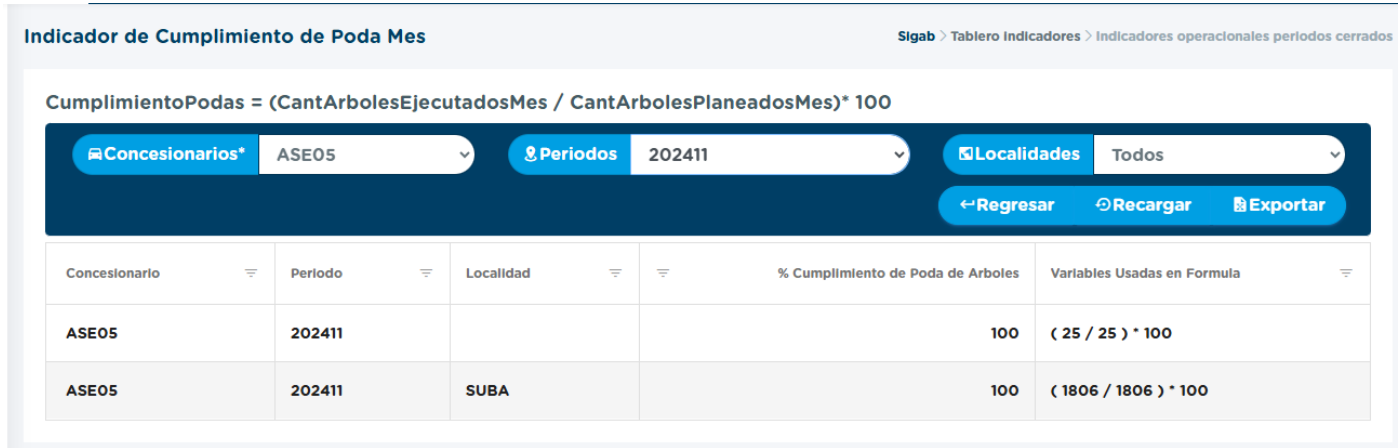 Indicador de Cumplimiento de Poda Mes
Sigab > Tablero indicadores > Indicadores operacionales periodos cerrados
CumplimientoPodas = (CantArbolesEjecutadosMes / CantArbolesPlaneadosMes)* 100
Concesionarios* ASE05 Periodos 202411 Localidades Todos
Regresar Recargar Exportar
Concesionario Periodo Localidad % Cumplimiento de Poda de Arboles Variables Usadas en Formula
ASE05 202411 100 ( 25 / 25 ) * 100
ASE05 202411 SUBA 100 ( 1806 / 1806 ) * 100